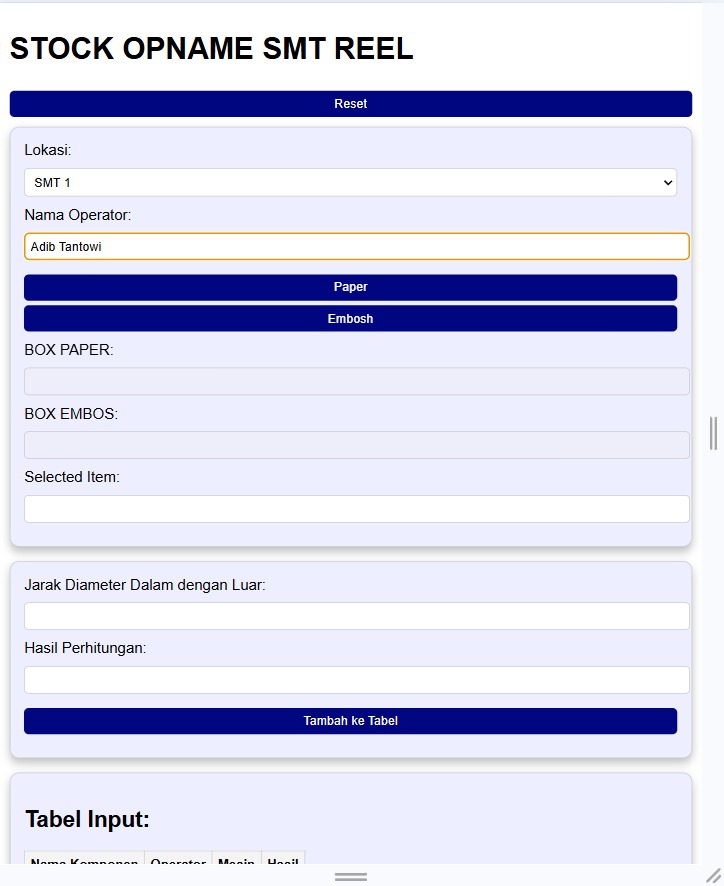 STOCK OPNAME SMT REEL
Reset
Lokasi:
SMT 1
Nama Operator:
Adib Tantowi
Paper
Embosh
BOX PAPER:
BOX EMBOS:
Selected Item:
Jarak Diameter Dalam dengan Luar:
Hasil Perhitungan:
Tambah ke Tabel
Tabel Input:
Nama Komponen Operator Mesin Hasil